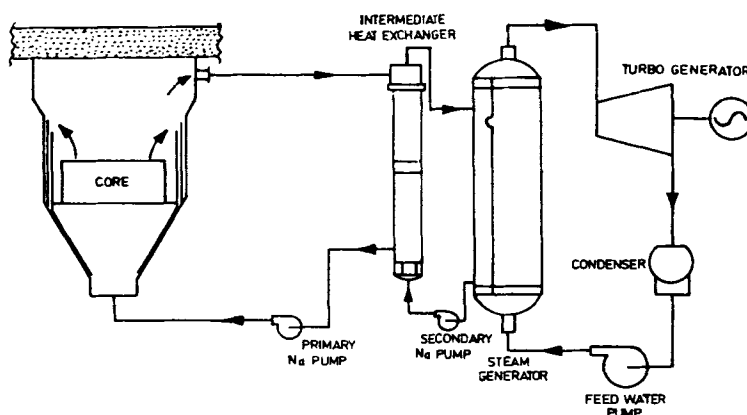 INTERMEDIATE
HEAT EXCHANGER
TURBO GENERATOR
CORE
CONDENSER
PRIMARY
Na PUMP
SECONDARY
Na PUMP
STEAM
GENERATOR
FEED WATER
PUMP